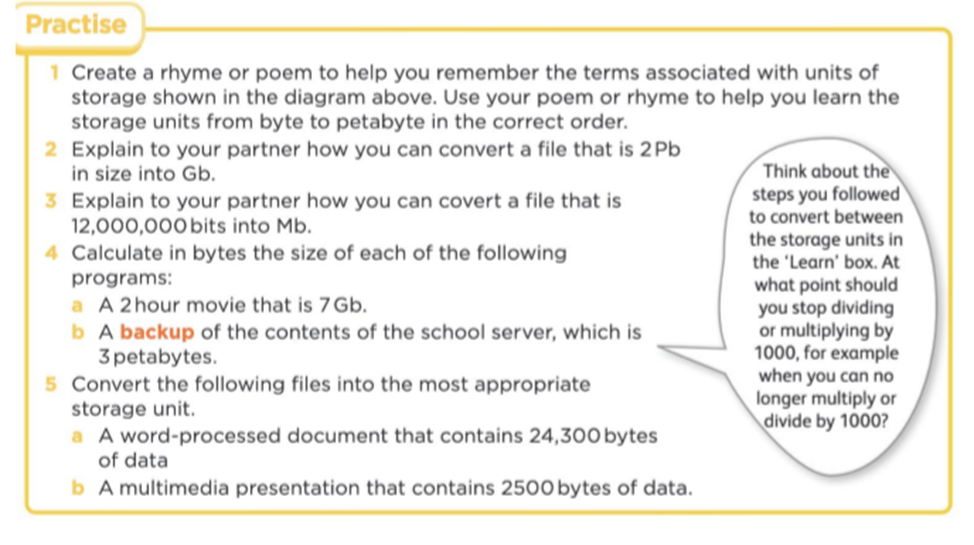 Practise
1 Create a rhyme or poem to help you remember the terms associated with units of
storage shown in the diagram above. Use your poem or rhyme to help you learn the
storage units from byte to petabyte in the correct order.
2 Explain to your partner how you can convert a file that is 2 Pb
in size into Gb.
3 Explain to your partner how you can covert a file that is
12,000,000 bits into Mb.
4 Calculate in bytes the size of each of the following
programs:
a A 2 hour movie that is 7 Gb.
b A backup of the contents of the school server, which is
3 petabytes.
5 Convert the following files into the most appropriate
storage unit.
a A word-processed document that contains 24,300 bytes
of data
b A multimedia presentation that contains 2500 bytes of data.
Think about the
steps you followed
to convert between
the storage units in
the ‘Learn’ box. At
what point should
you stop dividing
or multiplying by
1000, for example
when you can no
longer multiply or
divide by 1000?